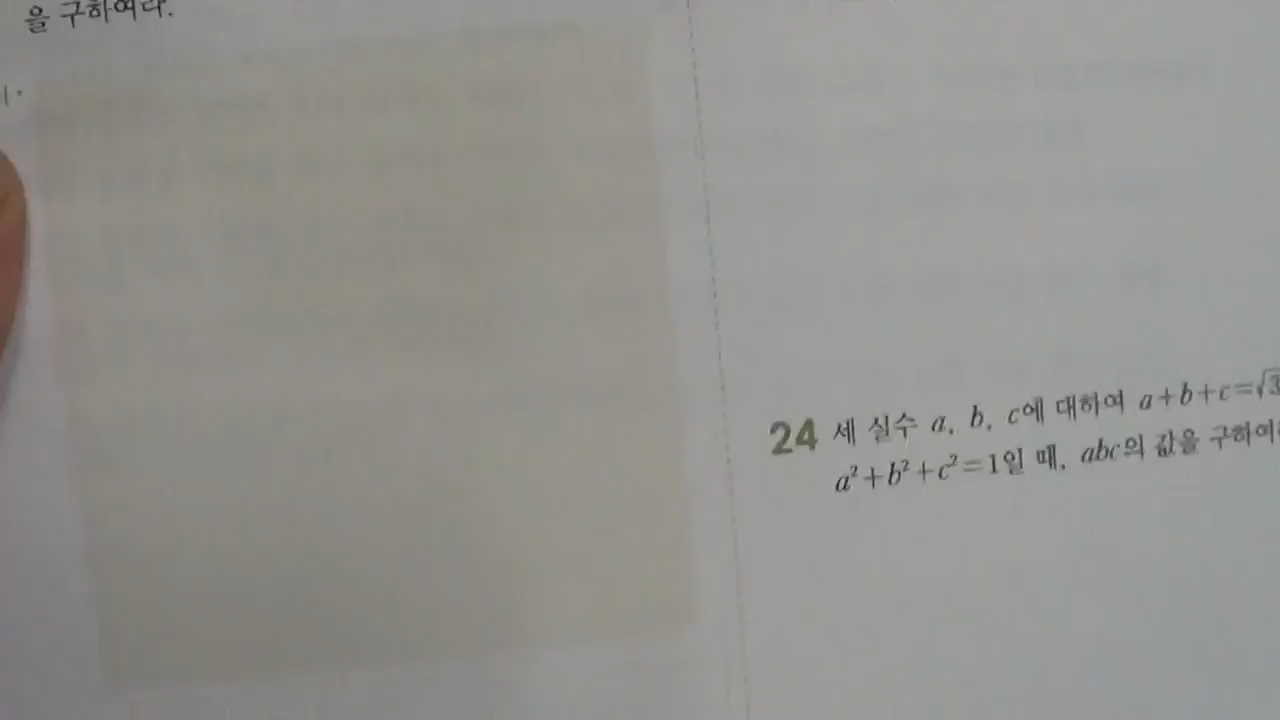 을 구하여라.
24 세 실수 a, b, c에 대하여 a+b+c=√3
a²+b²+c²=1일 때, abc의 값을 구하여